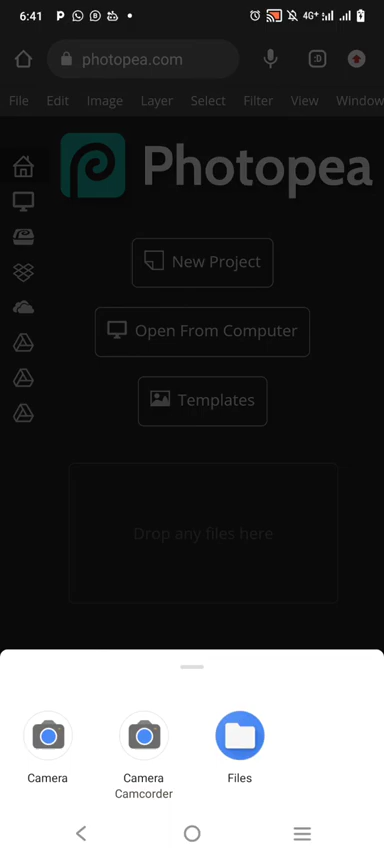 6:41
4G+
photopea.com
:D
File Edit Image Layer Select Filter View Window
Photopea
New Project
Open From Computer
Templates
Drop any files here
Camera
Camera
Camcorder
Files